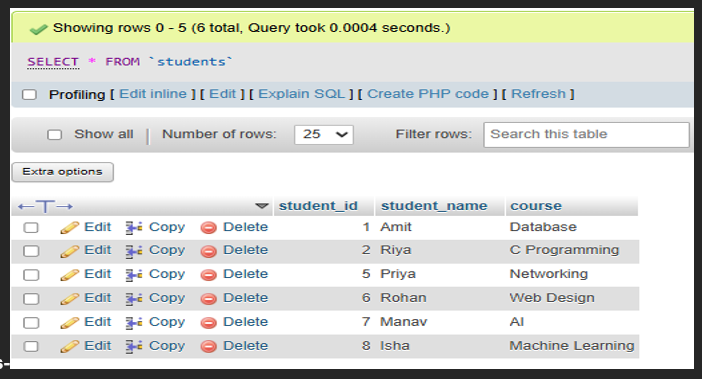 Showing rows 0 - 5 (6 total, Query took 0.0004 seconds.)
SELECT * FROM `students`
Profiling [ Edit inline ] [ Edit ] [ Explain SQL ] [ Create PHP code ] [ Refresh ]
Show all | Number of rows: 25 Filter rows: Search this table
Extra options
←T→ student_id student_name course
Edit Copy Delete 1 Amit Database
Edit Copy Delete 2 Riya C Programming
Edit Copy Delete 5 Priya Networking
Edit Copy Delete 6 Rohan Web Design
Edit Copy Delete 7 Manav AI
Edit Copy Delete 8 Isha Machine Learning